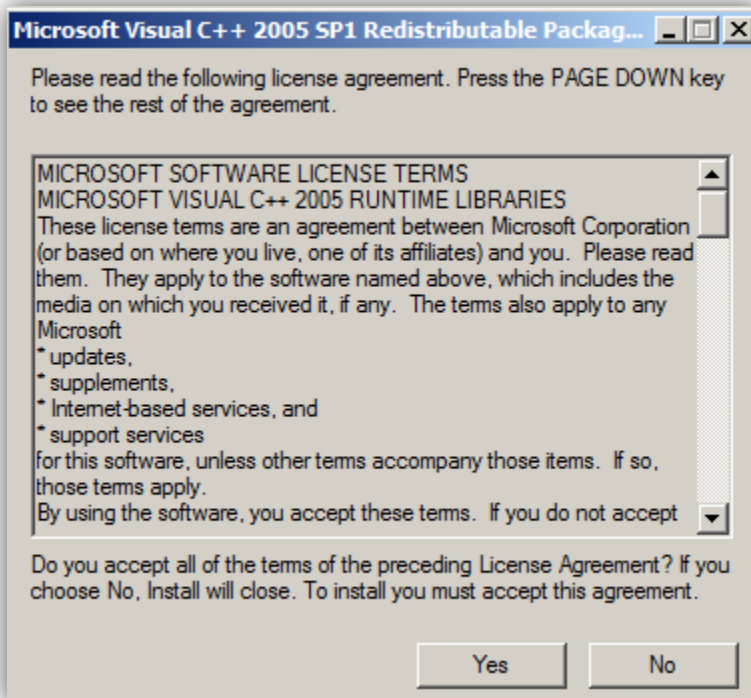 Microsoft Visual C++ 2005 SP1 Redistributable Packag...
Please read the following license agreement. Press the PAGE DOWN key
to see the rest of the agreement.
MICROSOFT SOFTWARE LICENSE TERMS
MICROSOFT VISUAL C++ 2005 RUNTIME LIBRARIES
These license terms are an agreement between Microsoft Corporation
(or based on where you live, one of its affiliates) and you.  Please read
them.  They apply to the software named above, which includes the
media on which you received it, if any.  The terms also apply to any
Microsoft
* updates,
* supplements,
* Internet-based services, and
* support services
for this software, unless other terms accompany those items.  If so,
those terms apply.
By using the software, you accept these terms.  If you do not accept
Do you accept all of the terms of the preceding License Agreement? If you
choose No, Install will close. To install you must accept this agreement.
Yes
No